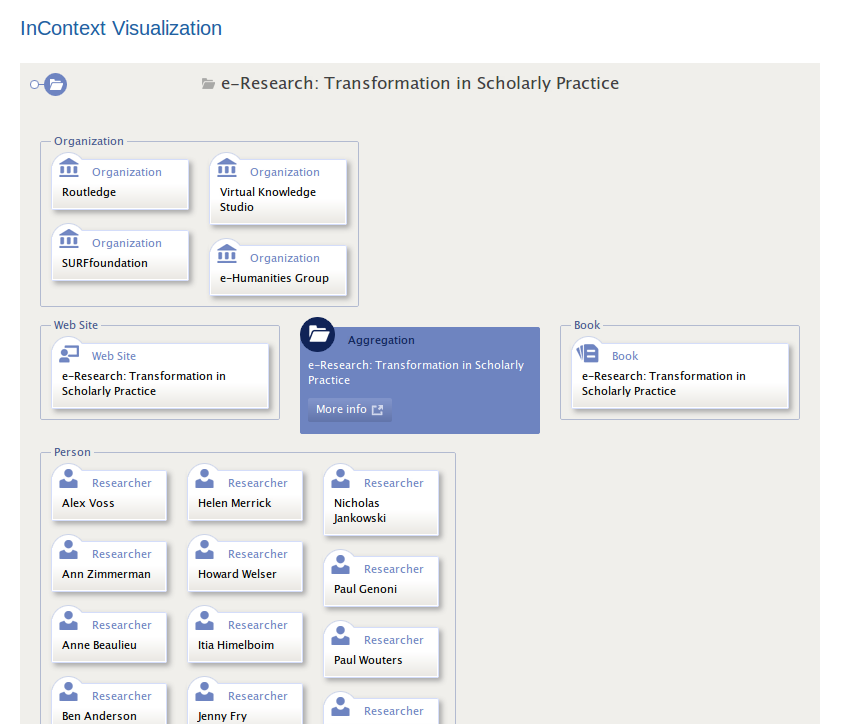 InContext Visualization
e-Research: Transformation in Scholarly Practice
Organization
Organization
Routledge
Organization
Virtual Knowledge
Studio
Organization
SURFfoundation
Organization
e-Humanities Group
Web Site
Web Site
e-Research: Transformation in
Scholarly Practice
Aggregation
e-Research: Transformation in Scholarly
Practice
More info
Book
Book
e-Research: Transformation in
Scholarly Practice
Person
Researcher
Alex Voss
Researcher
Helen Merrick
Researcher
Nicholas
Jankowski
Researcher
Ann Zimmerman
Researcher
Howard Welser
Researcher
Paul Genoni
Researcher
Anne Beaulieu
Researcher
Itia Himelboim
Researcher
Paul Wouters
Researcher
Ben Anderson
Researcher
Jenny Fry
Researcher